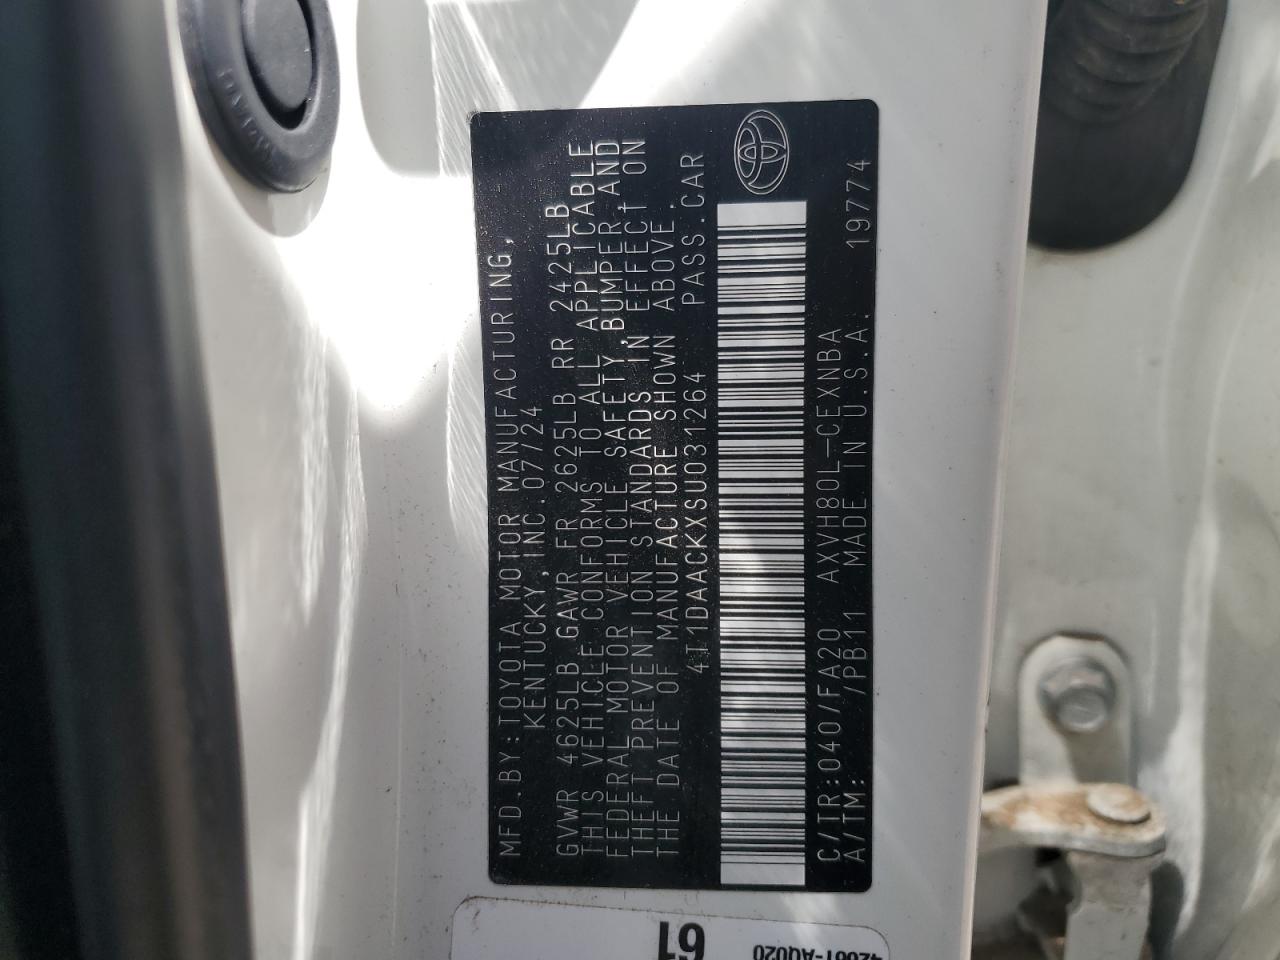 MFD.BY:TOYOTA MOTOR MANUFACTURING,
KENTUCKY,INC.07/24
GVWR 4625LB GAWR FR 2625LB RR 2425LB
THIS VEHICLE CONFORMS TO ALL APPLICABLE
FEDERAL MOTOR VEHICLE SAFETY,BUMPER,AND
THEFT PREVENTION STANDARDS IN EFFECT ON
THE DATE OF MANUFACTURE SHOWN ABOVE.
4T1DAACKXSU031264 PASS.CAR
C/TR:040/FA20 AXVH80L-CEXNBA
A/TM: /PB11 MADE IN U.S.A. 19774
61
42661-AQ020